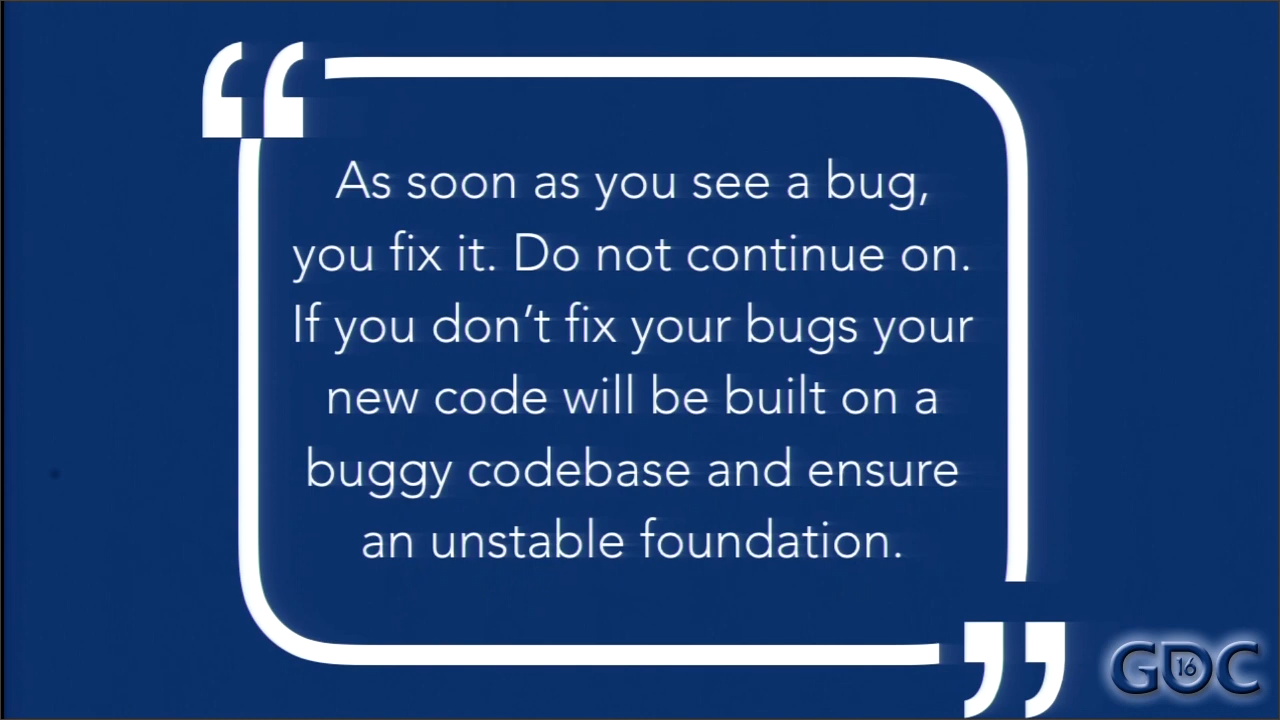 As soon as you see a bug,
you fix it. Do not continue on.
If you don’t fix your bugs your
new code will be built on a
buggy codebase and ensure
an unstable foundation.
GDC
16